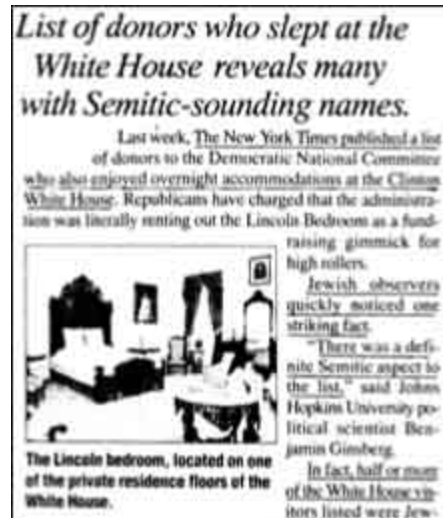 List of donors who slept at the
White House reveals many
with Semitic-sounding names.
Last week, The New York Times published a list
of donors to the Democratic National Committee
who also enjoyed overnight accommodations at the Clinton
White House. Republicans have charged that the administra-
tion was literally renting out the Lincoln Bedroom as a fund-
raising gimmick for
high rollers.
Jewish observers
quickly noticed one
striking fact.
"There was a defi-
nite Semitic aspect to
the list," said Johns
Hopkins University po-
litical scientist Ben-
jamin Ginsberg.
In fact, half or more
of the White House vis-
itors listed were Jew-
The Lincoln bedroom, located on one
of the private residence floors of the
White House.